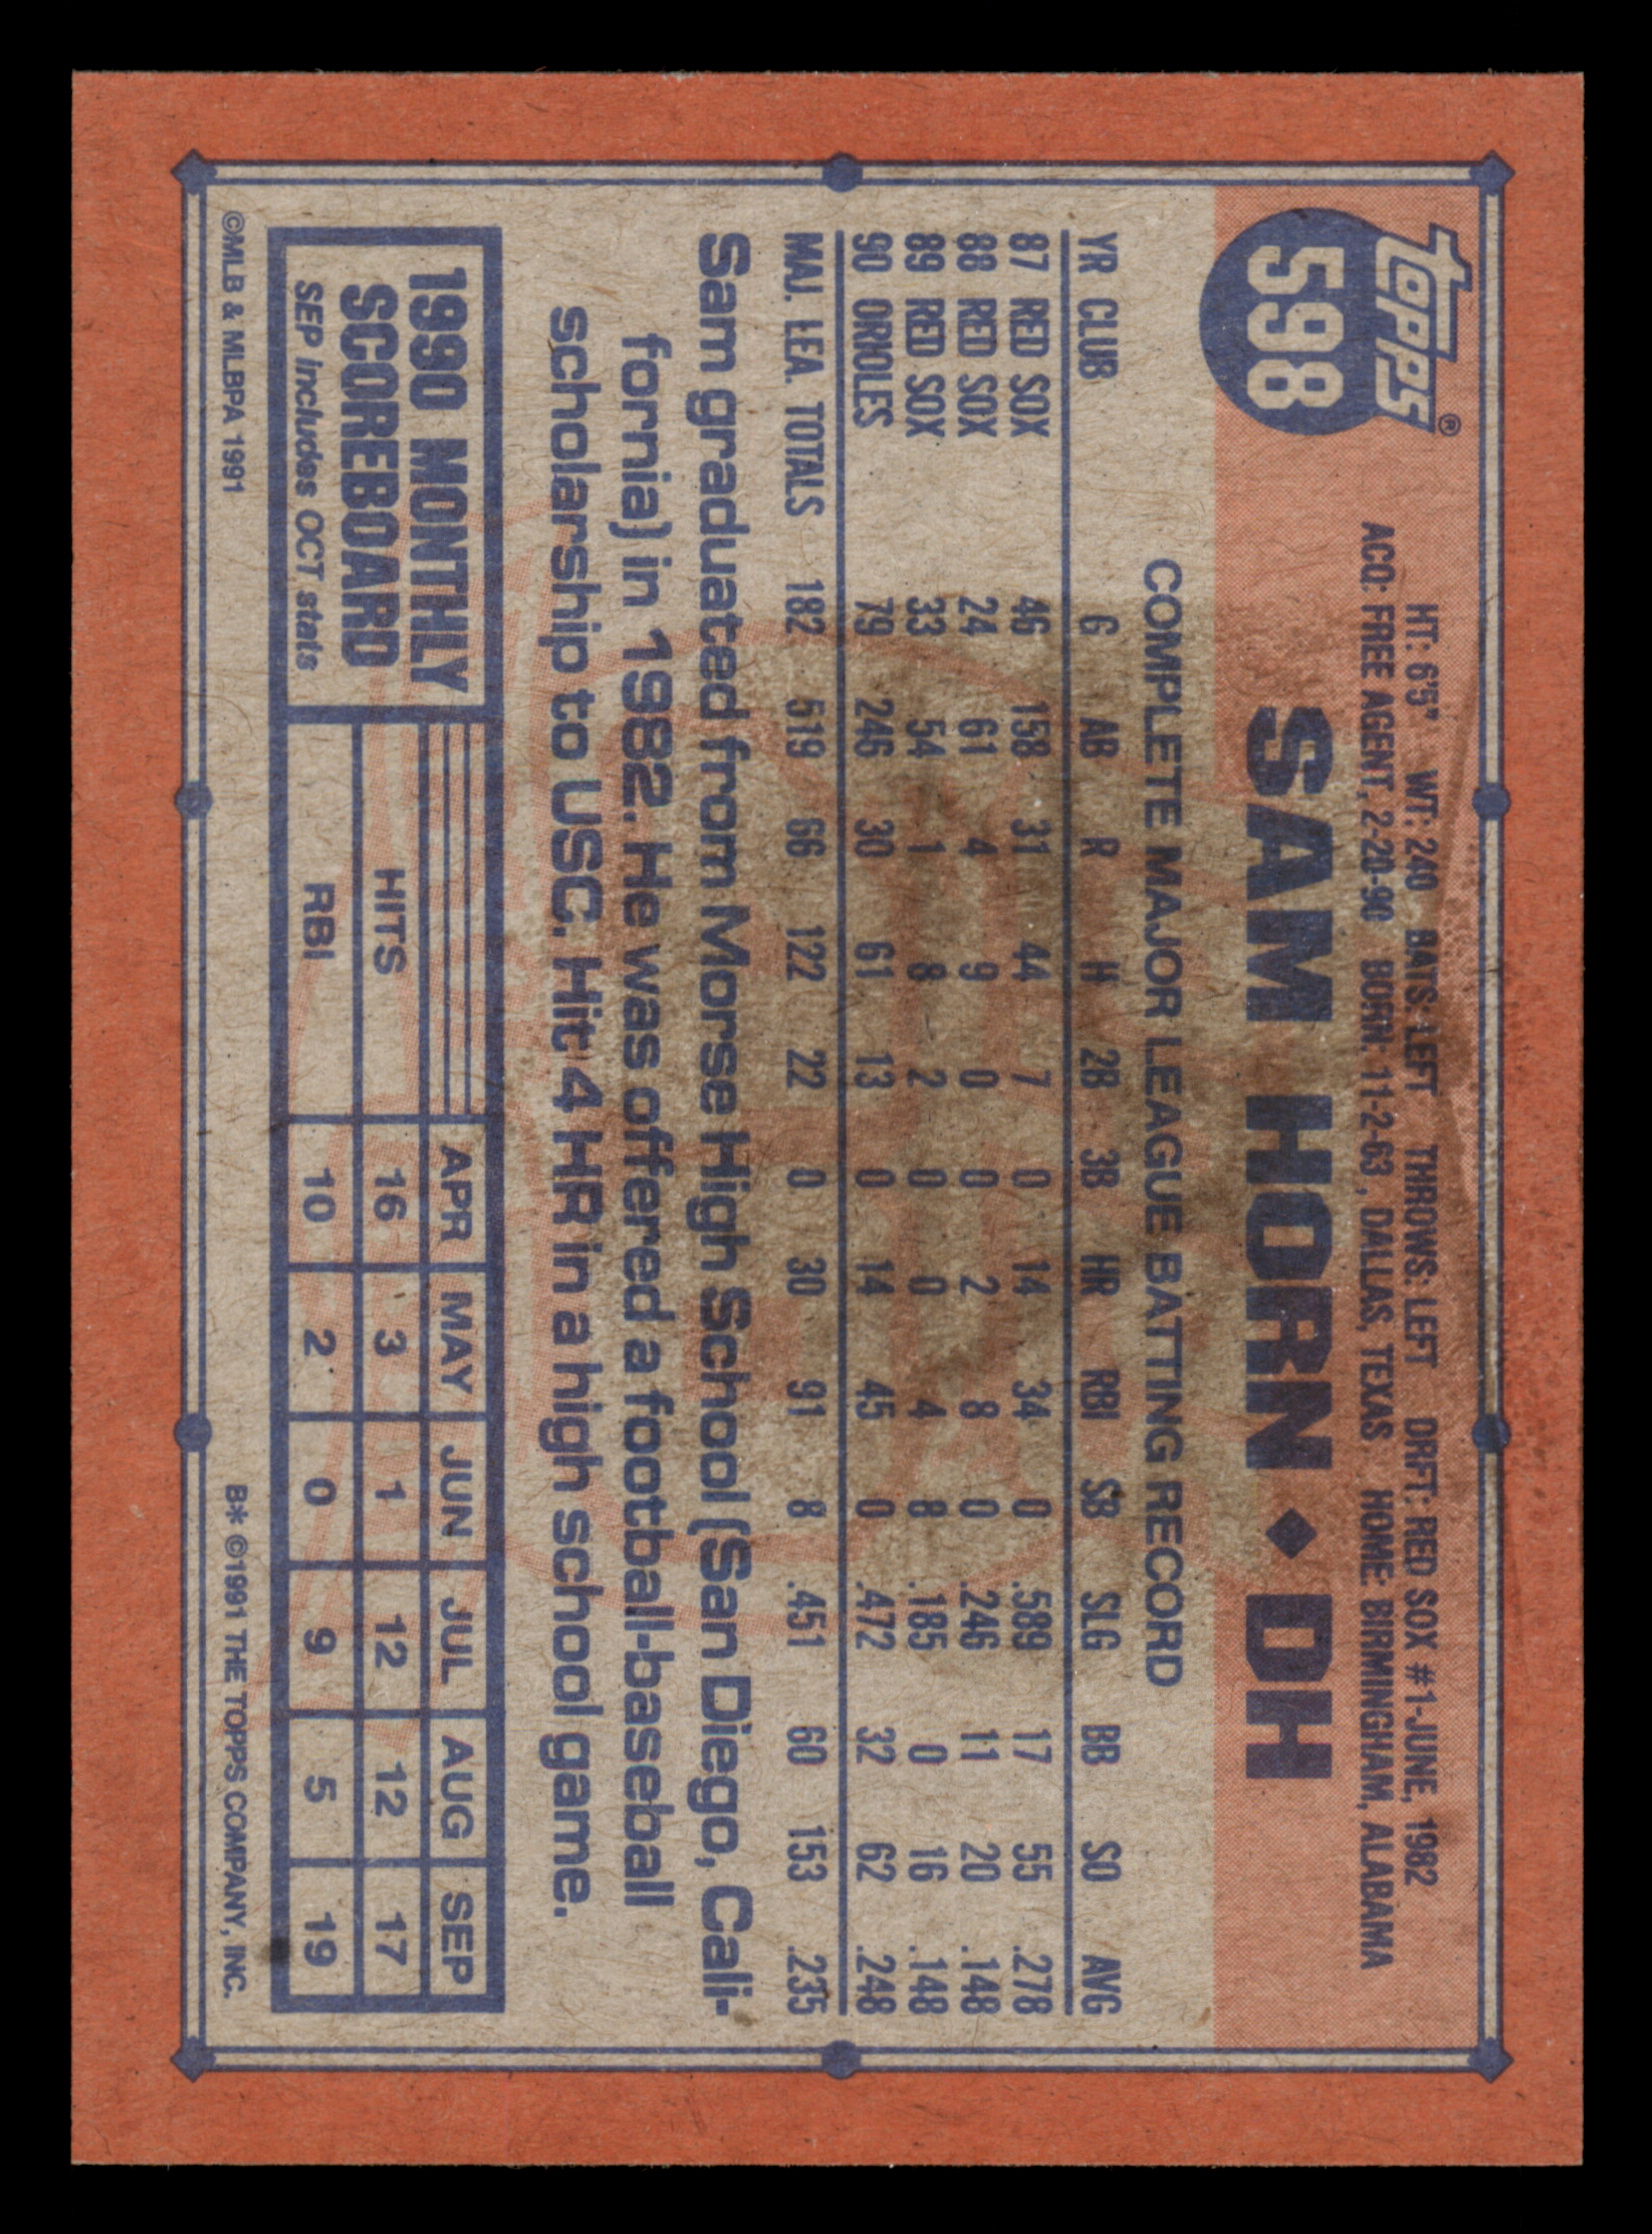 topps®
598
HT: 6'5" WT: 240 BATS: LEFT THROWS: LEFT DRFT: RED SOX #1-JUNE, 1982
ACQ: FREE AGENT, 2-20-90 BORN: 11-2-63, DALLAS, TEXAS HOME: BIRMINGHAM, ALABAMA
SAM HORN ♦ DH
COMPLETE MAJOR LEAGUE BATTING RECORD
YR CLUB G AB R H 2B 3B HR RBI SB SLG BB SO AVG
87 RED SOX 46 158 31 44 7 0 14 34 0 .589 17 55 .278
88 RED SOX 24 61 4 9 0 0 2 8 0 .246 11 20 .148
89 RED SOX 33 54 1 8 2 0 0 4 8 .185 0 16 .148
90 ORIOLES 79 246 30 61 13 0 14 45 0 .472 32 62 .248
MAJ. LEA. TOTALS 182 519 66 122 22 0 30 91 8 .451 60 153 .235
Sam graduated from Morse High School (San Diego, Cali-
fornia) in 1982. He was offered a football-baseball
scholarship to USC. Hit 4 HR in a high school game.
1990 MONTHLY
SCOREBOARD
SEP includes OCT stats
APR MAY JUN JUL AUG SEP
HITS 16 3 1 12 12 17
RBI 10 2 0 9 5 19
©MLB & MLBPA 1991
B* ©1991 THE TOPPS COMPANY, INC.